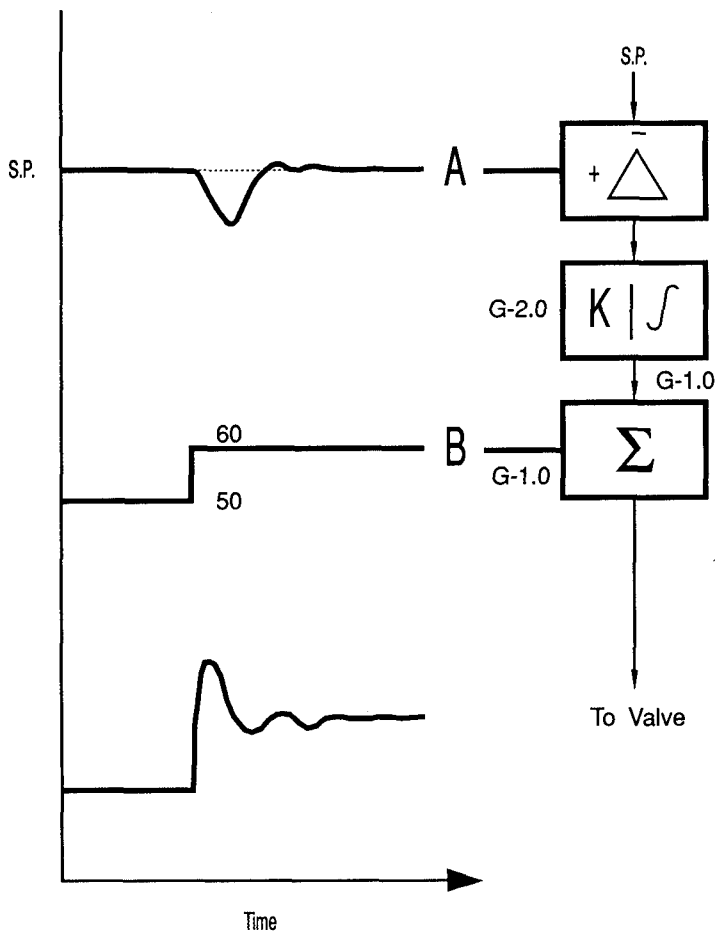 S.P.
S.P.
A
−
+ △
G-2.0
K | ∫
G-1.0
60
50
B
G-1.0
Σ
To Valve
Time